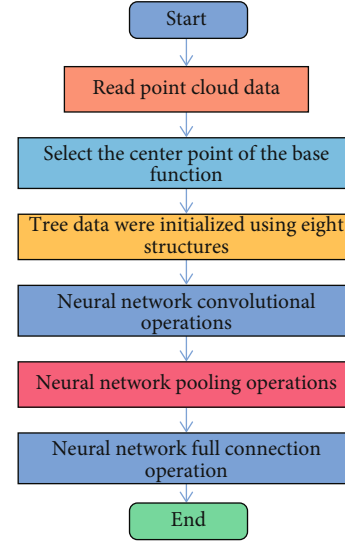 Start
Read point cloud data
Select the center point of the base
function
Tree data were initialized using eight
structures
Neural network convolutional
operations
Neural network pooling operations
Neural network full connection
operation
End